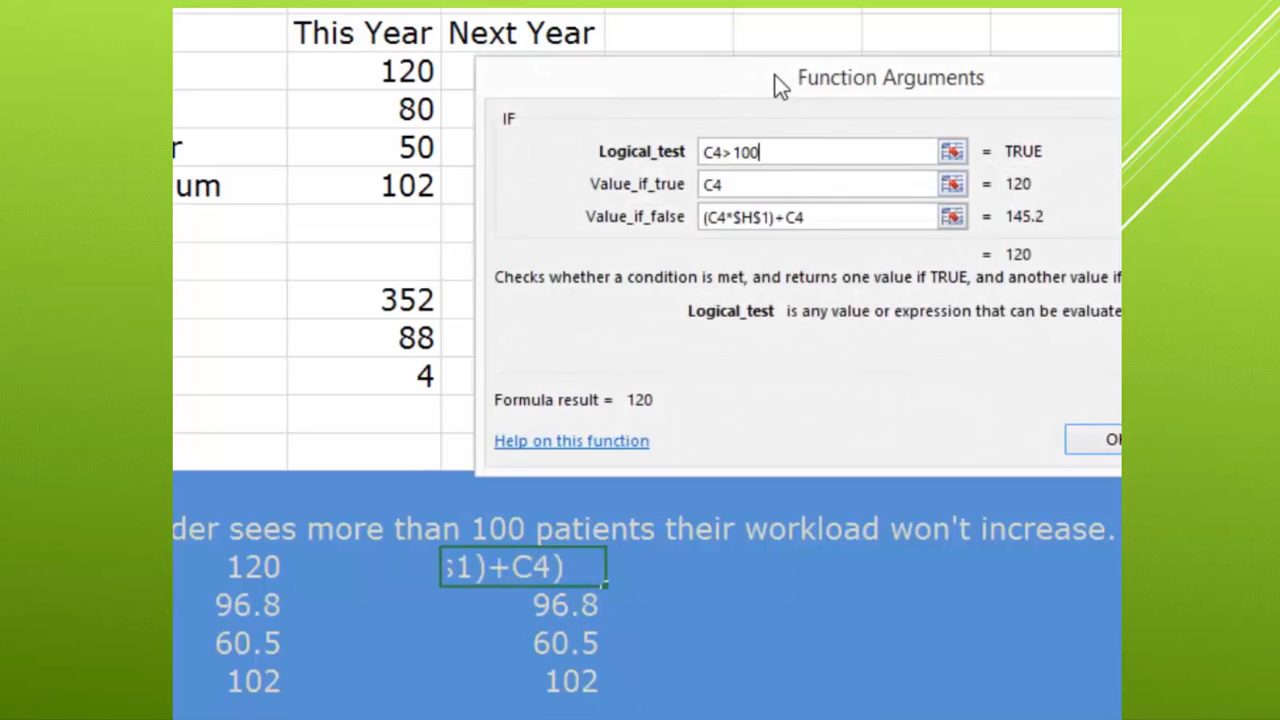 This Year Next Year
120
80
r 50
um 102
352
88
4
Function Arguments
IF
Logical_test C4>100 = TRUE
Value_if_true C4 = 120
Value_if_false (C4*$H$1)+C4 = 145.2
= 120
Checks whether a condition is met, and returns one value if TRUE, and another value if
Logical_test is any value or expression that can be evaluate
Formula result = 120
Help on this function
OK
der sees more than 100 patients their workload won't increase.
120 $1)+C4)
96.8 96.8
60.5 60.5
102 102